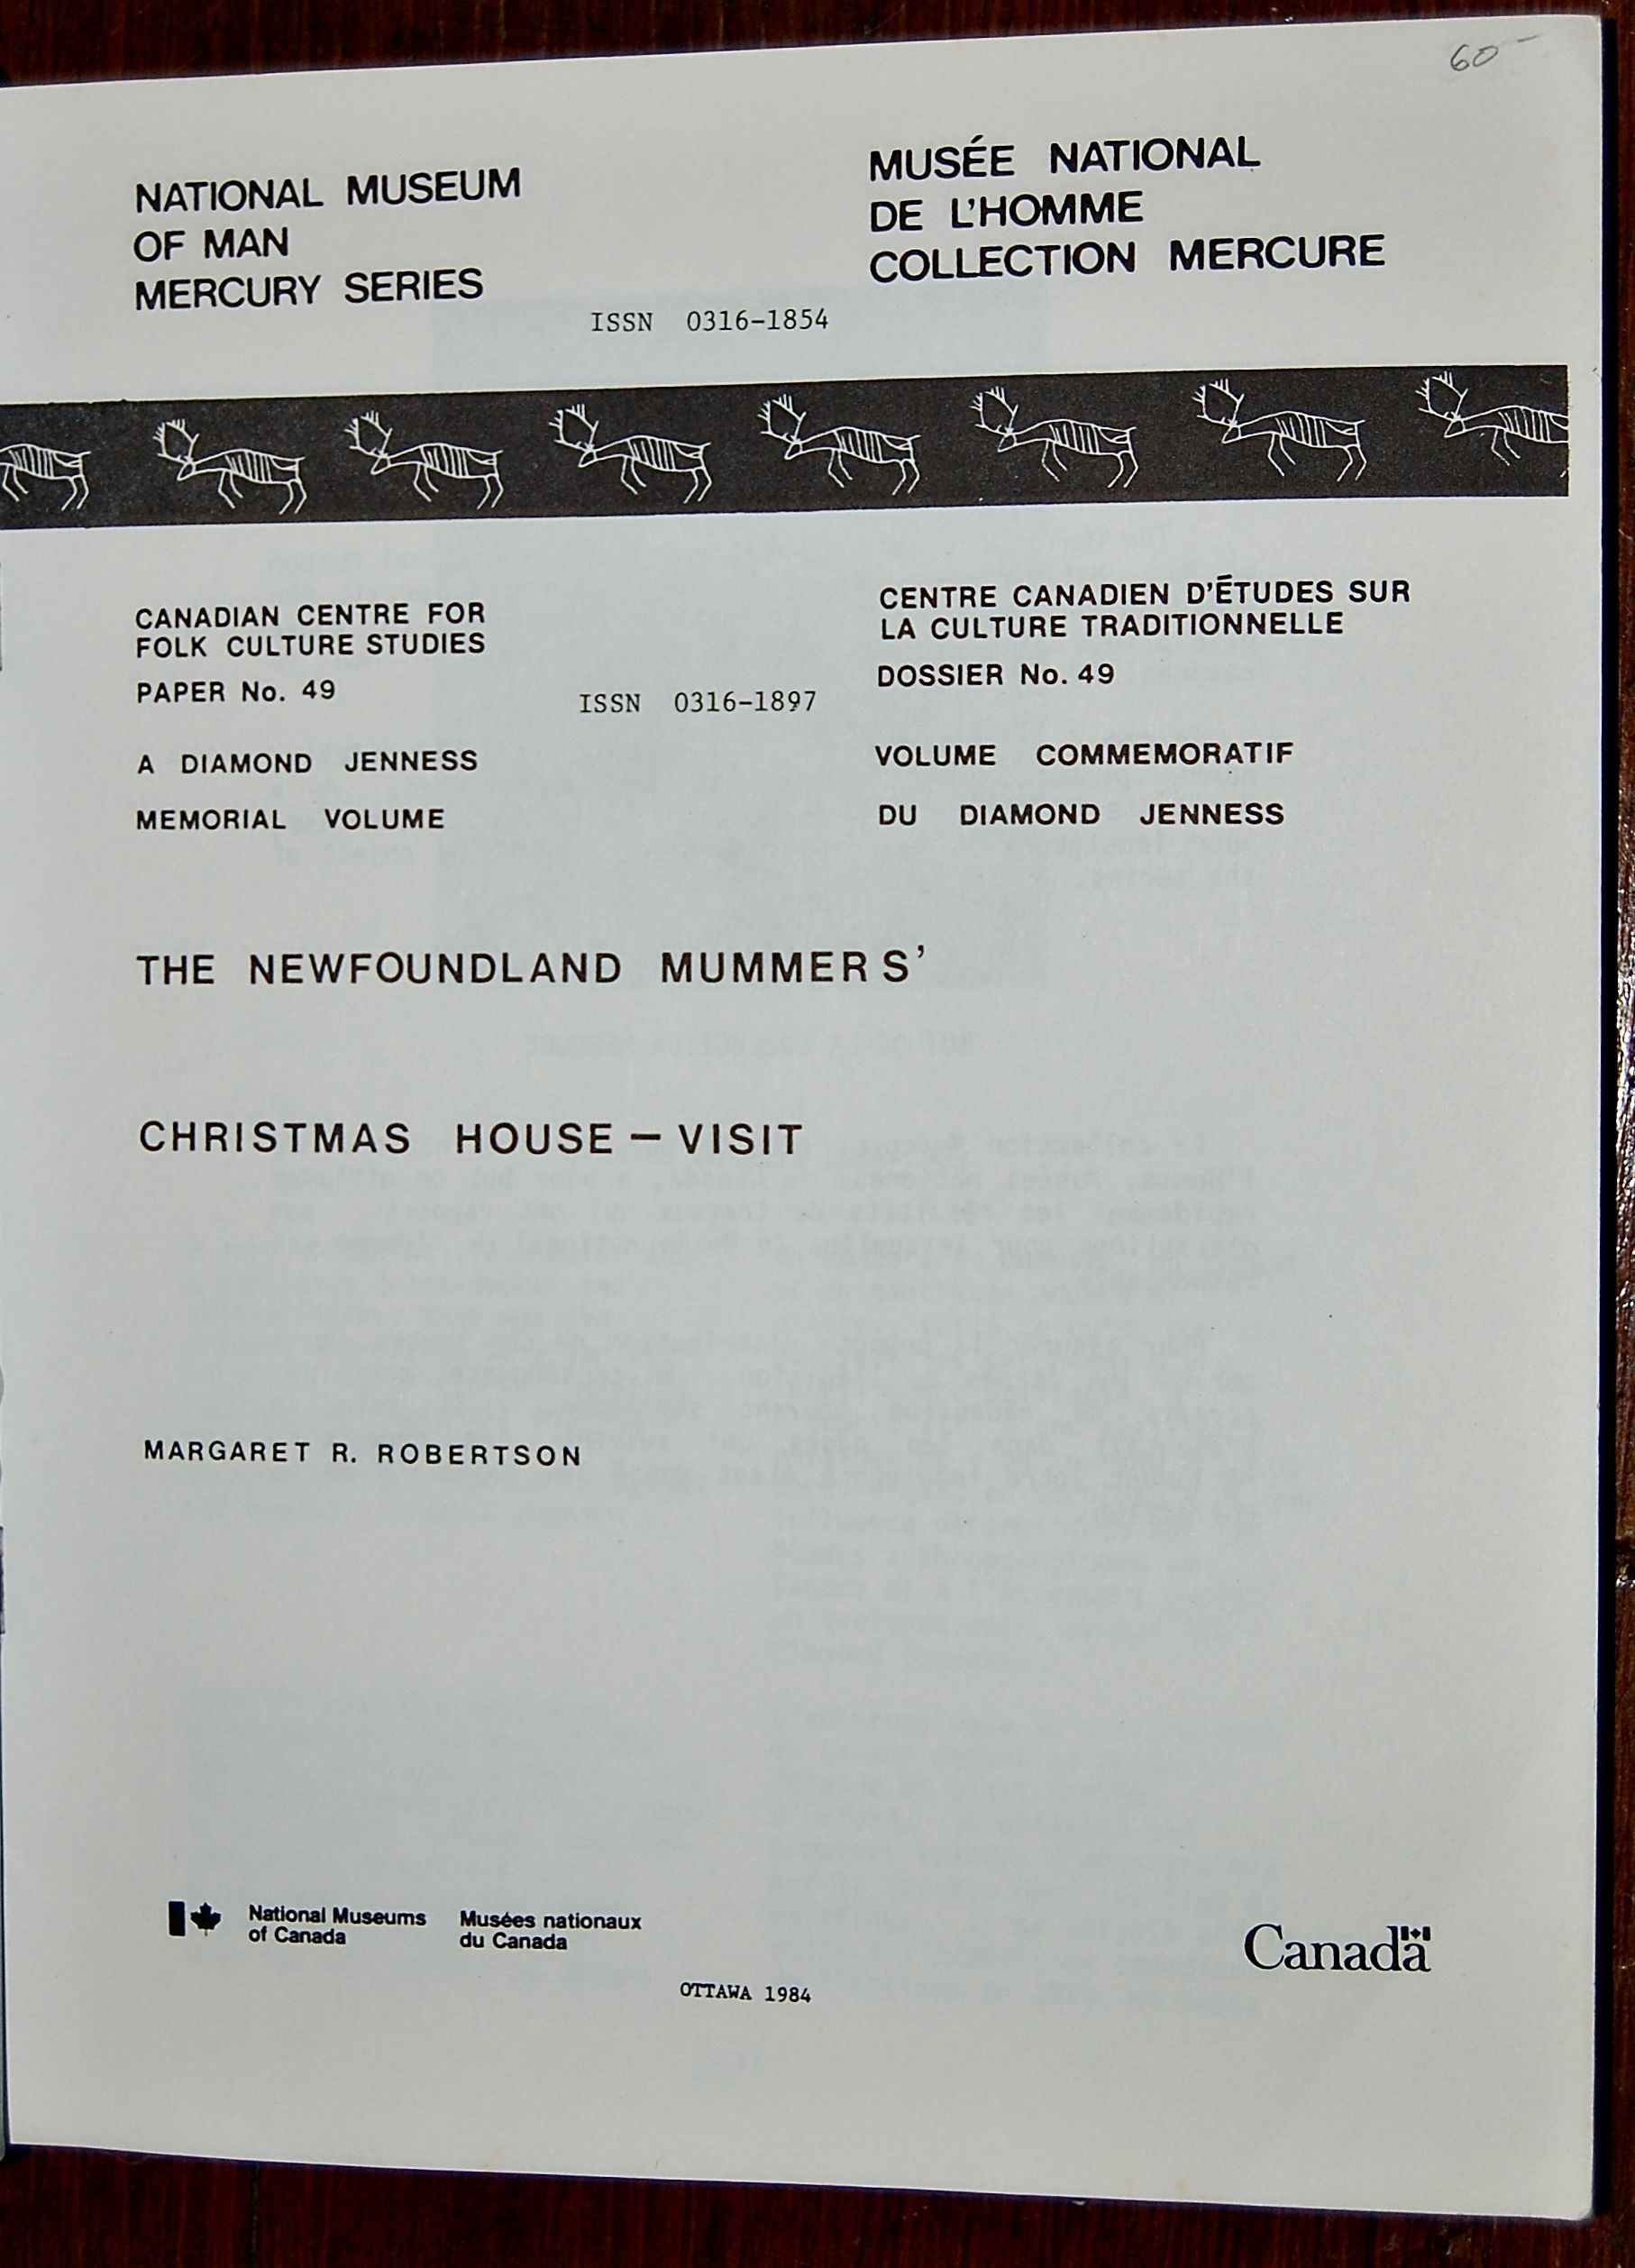 60-
NATIONAL MUSEUM
OF MAN
MERCURY SERIES
MUSÉE NATIONAL
DE L'HOMME
COLLECTION MERCURE
ISSN 0316-1854
CANADIAN CENTRE FOR
FOLK CULTURE STUDIES
PAPER No. 49
CENTRE CANADIEN D'ÉTUDES SUR
LA CULTURE TRADITIONNELLE
DOSSIER No. 49
ISSN 0316-1897
A DIAMOND JENNESS
MEMORIAL VOLUME
VOLUME COMMEMORATIF
DU DIAMOND JENNESS
THE NEWFOUNDLAND MUMMERS'
CHRISTMAS HOUSE – VISIT
MARGARET R. ROBERTSON
National Museums
of Canada
Musées nationaux
du Canada
Canada
OTTAWA 1984